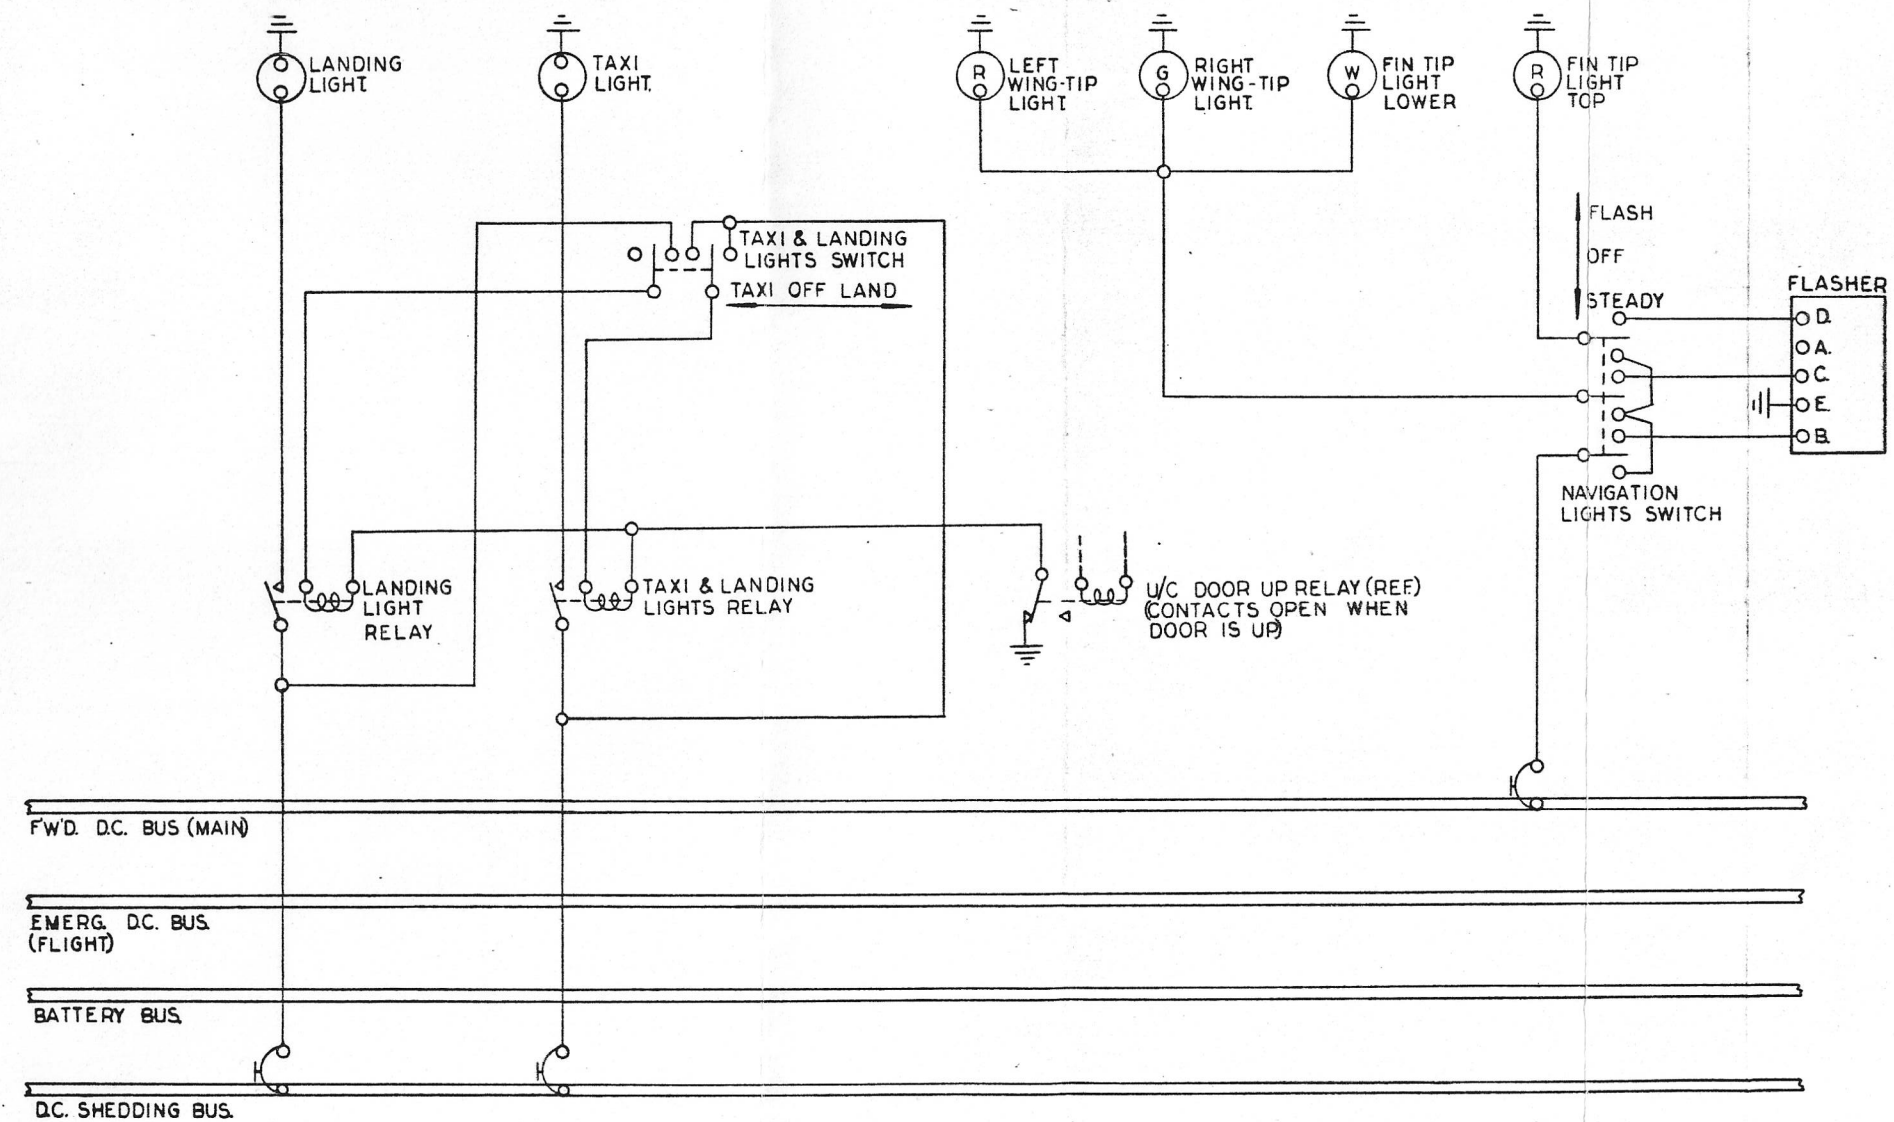 LANDING
LIGHT.
TAXI
LIGHT.
R
LEFT
WING-TIP
LIGHT.
G
RIGHT
WING-TIP
LIGHT.
W
FIN TIP
LIGHT
LOWER
R
FIN TIP
LIGHT
TOP
FLASH
OFF
STEADY
TAXI & LANDING
LIGHTS SWITCH
TAXI OFF LAND
FLASHER
D.
A.
C.
E.
B.
NAVIGATION
LIGHTS SWITCH
LANDING
LIGHT
RELAY
TAXI & LANDING
LIGHTS RELAY
U/C DOOR UP RELAY (REF.)
(CONTACTS OPEN WHEN
DOOR IS UP)
F'W'D. D.C. BUS (MAIN)
EMERG. D.C. BUS.
(FLIGHT)
BATTERY BUS.
D.C. SHEDDING BUS.